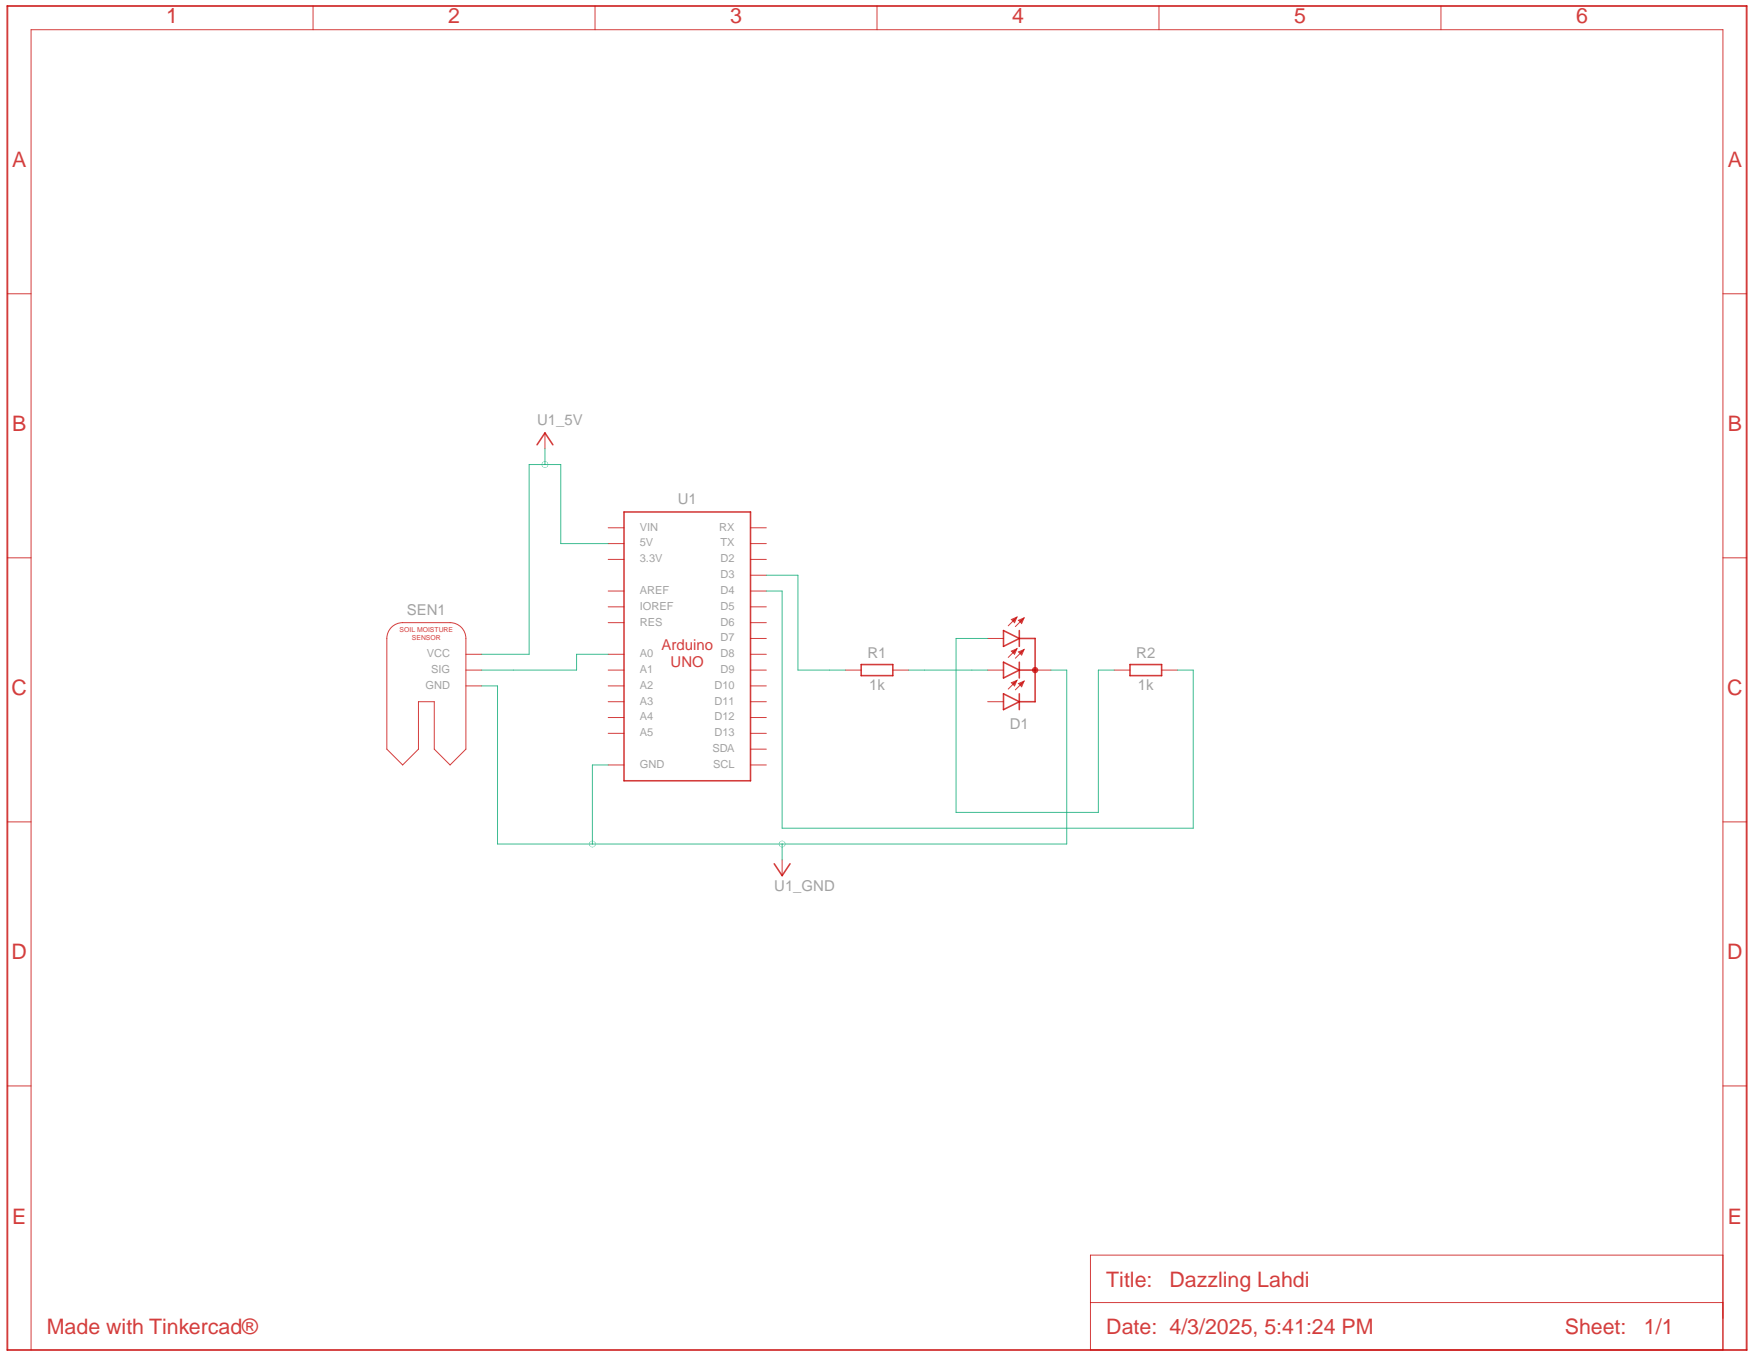 1 2 3 4 5 6
A A
B B
U1_5V
U1
VIN RX
5V TX
3.3V D2
D3
AREF D4
IOREF D5
RES D6
D7
A0 D8
A1 D9
A2 D10
A3 D11
A4 D12
A5 D13
SDA
GND SCL
Arduino
UNO
SEN1
SOIL MOISTURE
SENSOR
VCC
SIG
GND
R1
1k
D1
R2
1k
C C
U1_GND
D D
E E
Title: Dazzling Lahdi
Date: 4/3/2025, 5:41:24 PM Sheet: 1/1
Made with Tinkercad®